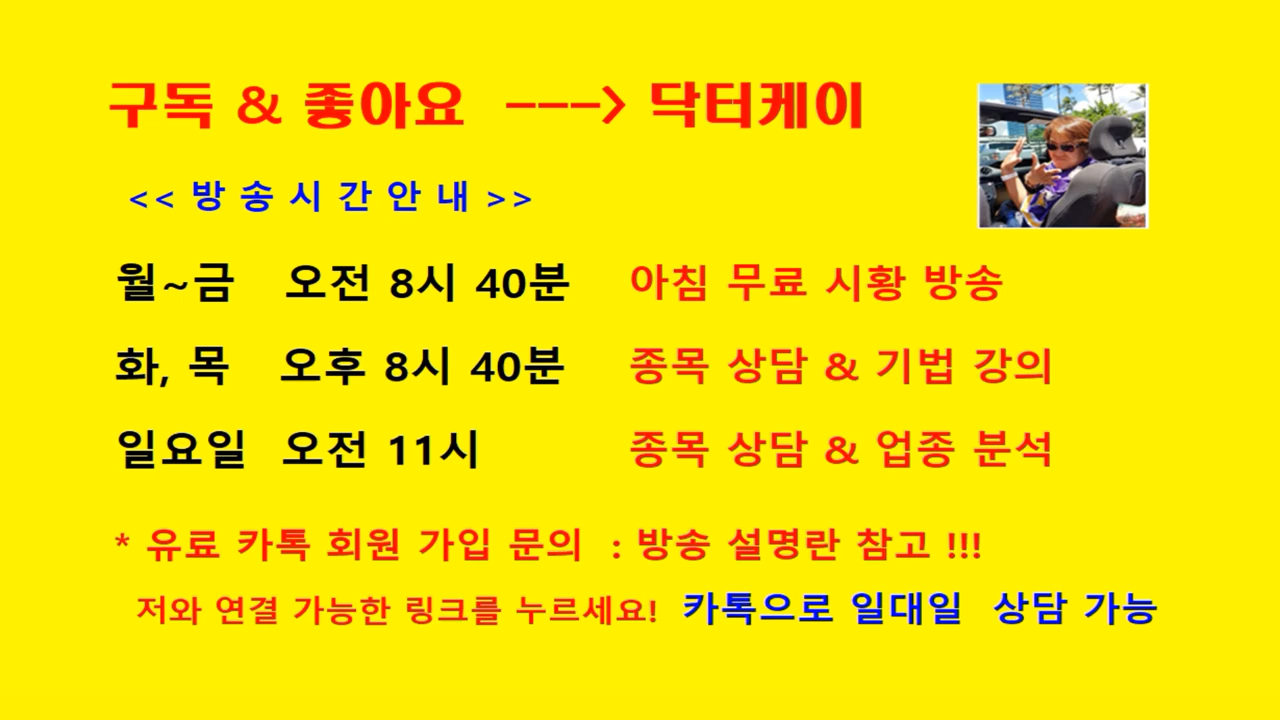 구독 & 좋아요 ---> 닥터케이
<< 방 송 시 간 안 내 >>
월~금 오전 8시 40분 아침 무료 시황 방송
화, 목 오후 8시 40분 종목 상담 & 기법 강의
일요일 오전 11시 종목 상담 & 업종 분석
* 유료 카톡 회원 가입 문의 : 방송 설명란 참고 !!!
저와 연결 가능한 링크를 누르세요! 카톡으로 일대일 상담 가능